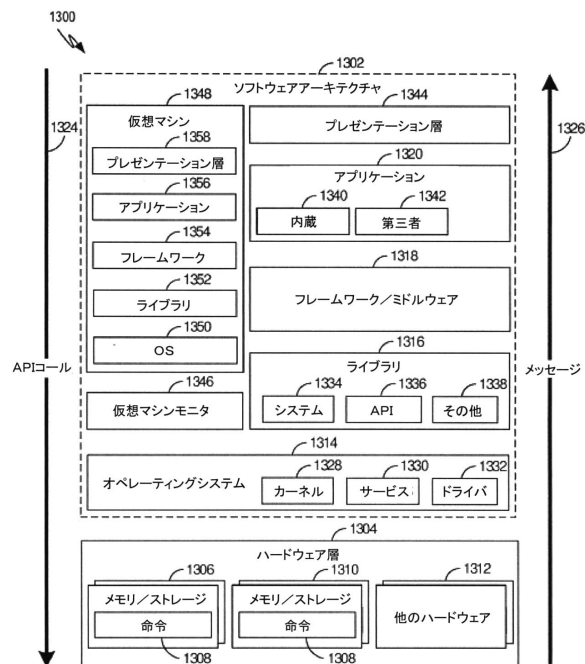 1300
1302
ソフトウェアアーキテクチャ
1324
1348
仮想マシン
1358
プレゼンテーション層
1356
アプリケーション
1354
フレームワーク
1352
ライブラリ
1350
OS
1346
仮想マシンモニタ
1344
プレゼンテーション層
1320
アプリケーション
1340
内蔵
1342
第三者
1318
フレームワーク／ミドルウェア
1316
ライブラリ
1334
システム
1336
API
1338
その他
1326
APIコール
メッセージ
1314
オペレーティングシステム
1328
カーネル
1330
サービス
1332
ドライバ
1304
ハードウェア層
1306
メモリ／ストレージ
命令
1308
1310
メモリ／ストレージ
命令
1308
1312
他のハードウェア